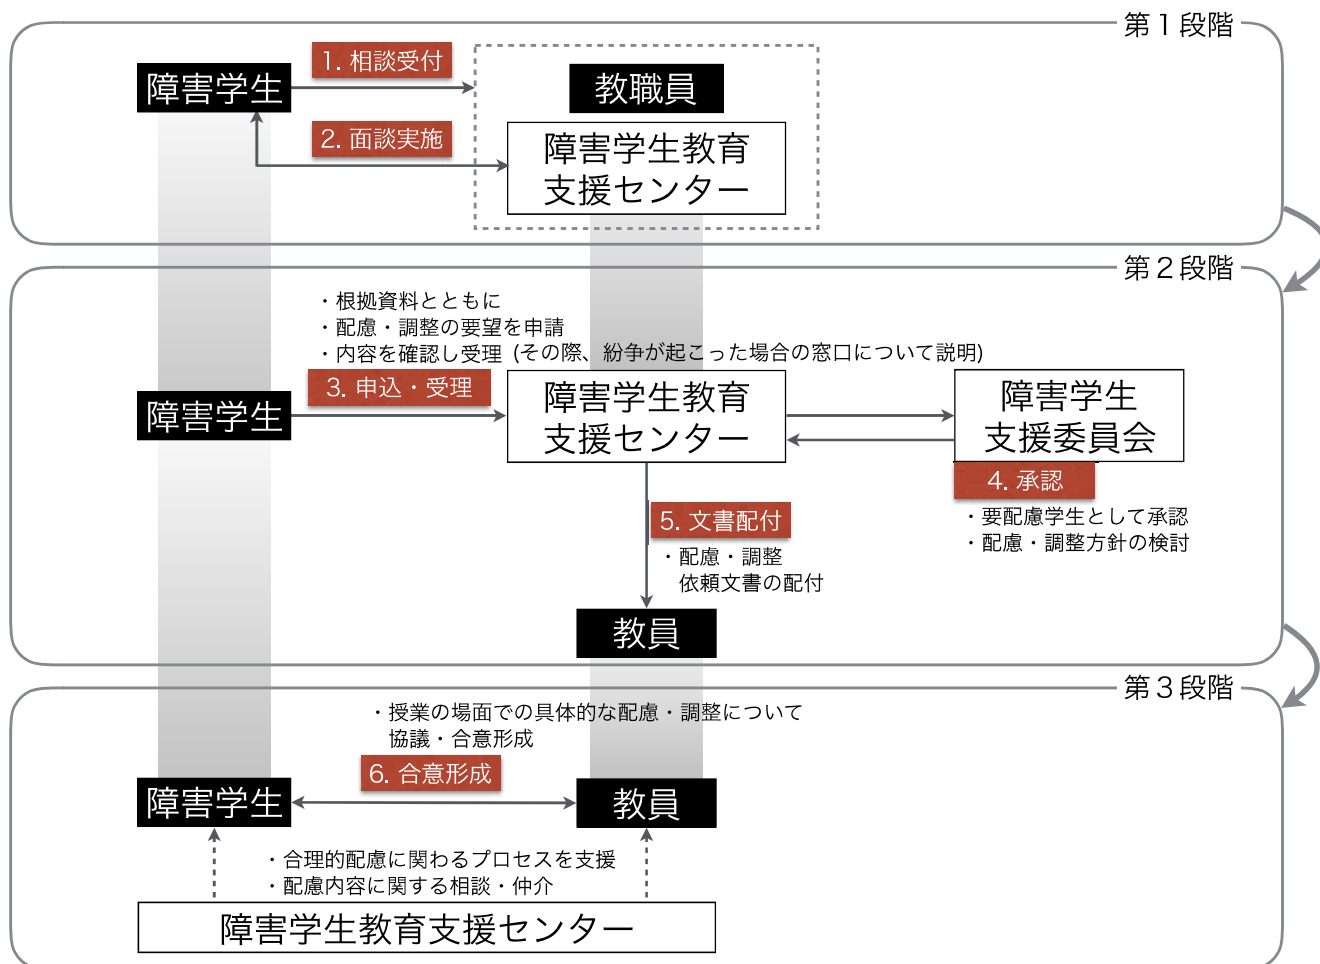 第1段階
1. 相談受付
障害学生
教職員
2. 面談実施
障害学生教育
支援センター
第2段階
・根拠資料とともに
・配慮・調整の要望を申請
・内容を確認し受理 (その際、紛争が起こった場合の窓口について説明)
3. 申込・受理
障害学生
障害学生教育
支援センター
障害学生
支援委員会
4. 承認
・要配慮学生として承認
・配慮・調整方針の検討
5. 文書配付
・配慮・調整
依頼文書の配付
教員
第3段階
・授業の場面での具体的な配慮・調整について
協議・合意形成
6. 合意形成
障害学生
教員
・合理的配慮に関わるプロセスを支援
・配慮内容に関する相談・仲介
障害学生教育支援センター